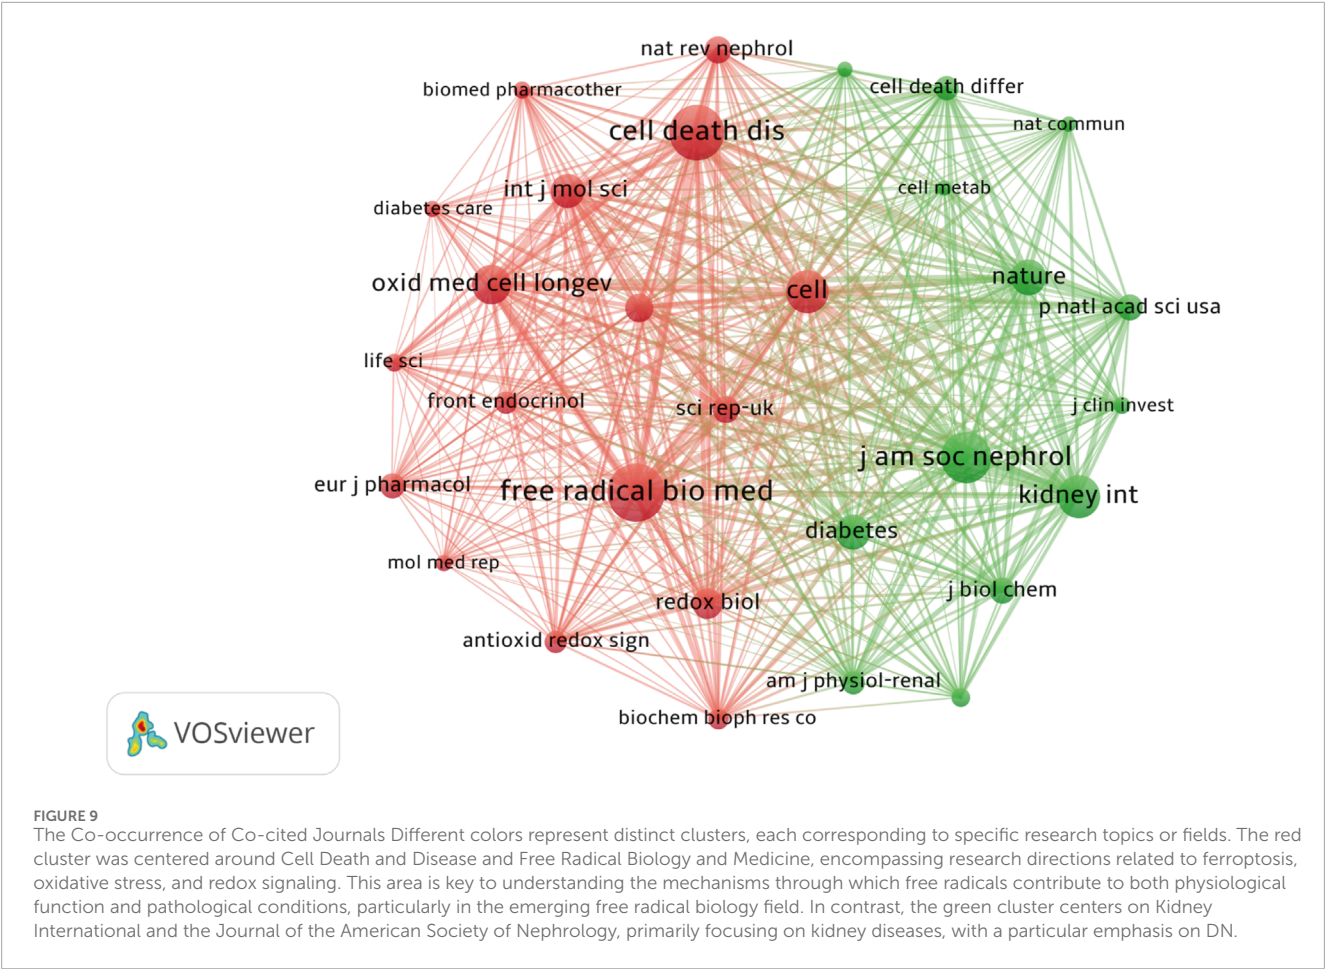 nat rev nephrol
cell death differ
biomed pharmacother
nat commun
cell death dis
int j mol sci
cell metab
diabetes care
nature
oxid med cell longev
cell
p natl acad sci usa
life sci
front endocrinol
sci rep-uk
j clin invest
j am soc nephrol
eur j pharmacol
free radical bio med
kidney int
diabetes
mol med rep
j biol chem
redox biol
antioxid redox sign
am j physiol-renal
biochem bioph res co
VOSviewer
FIGURE 9
The Co-occurrence of Co-cited Journals Different colors represent distinct clusters, each corresponding to specific research topics or fields. The red
cluster was centered around Cell Death and Disease and Free Radical Biology and Medicine, encompassing research directions related to ferroptosis,
oxidative stress, and redox signaling. This area is key to understanding the mechanisms through which free radicals contribute to both physiological
function and pathological conditions, particularly in the emerging free radical biology field. In contrast, the green cluster centers on Kidney
International and the Journal of the American Society of Nephrology, primarily focusing on kidney diseases, with a particular emphasis on DN.